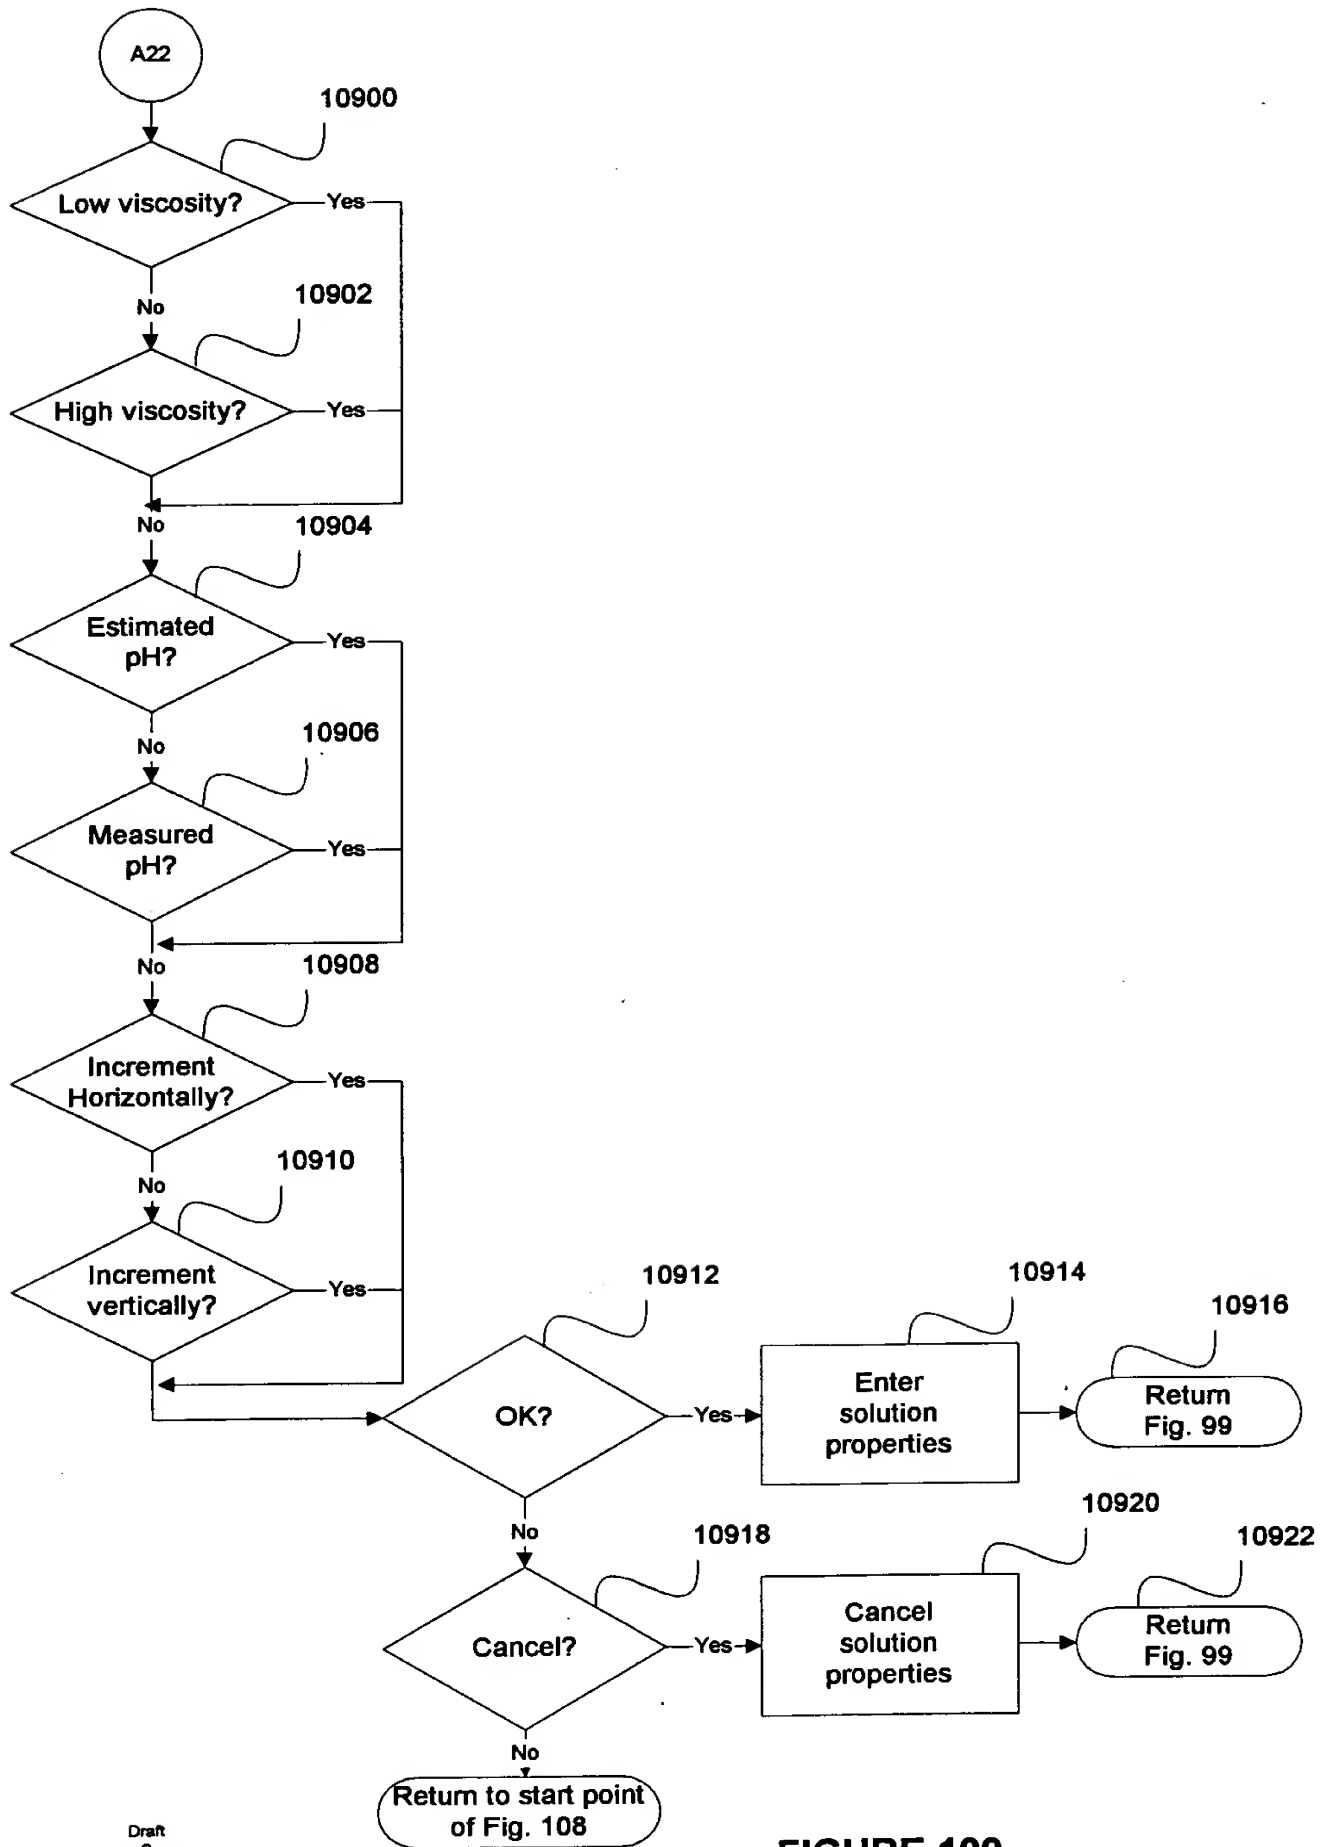 A22
10900
Low viscosity?
Yes
No
10902
High viscosity?
Yes
No
10904
Estimated
pH?
Yes
No
10906
Measured
pH?
Yes
No
10908
Increment
Horizontally?
Yes
No
10910
Increment
vertically?
Yes
10912
OK?
Yes
10914
Enter
solution
properties
10916
Return
Fig. 99
No
10918
Cancel?
Yes
10920
Cancel
solution
properties
10922
Return
Fig. 99
No
Return to start point
of Fig. 108
Draft
FIGURE 109